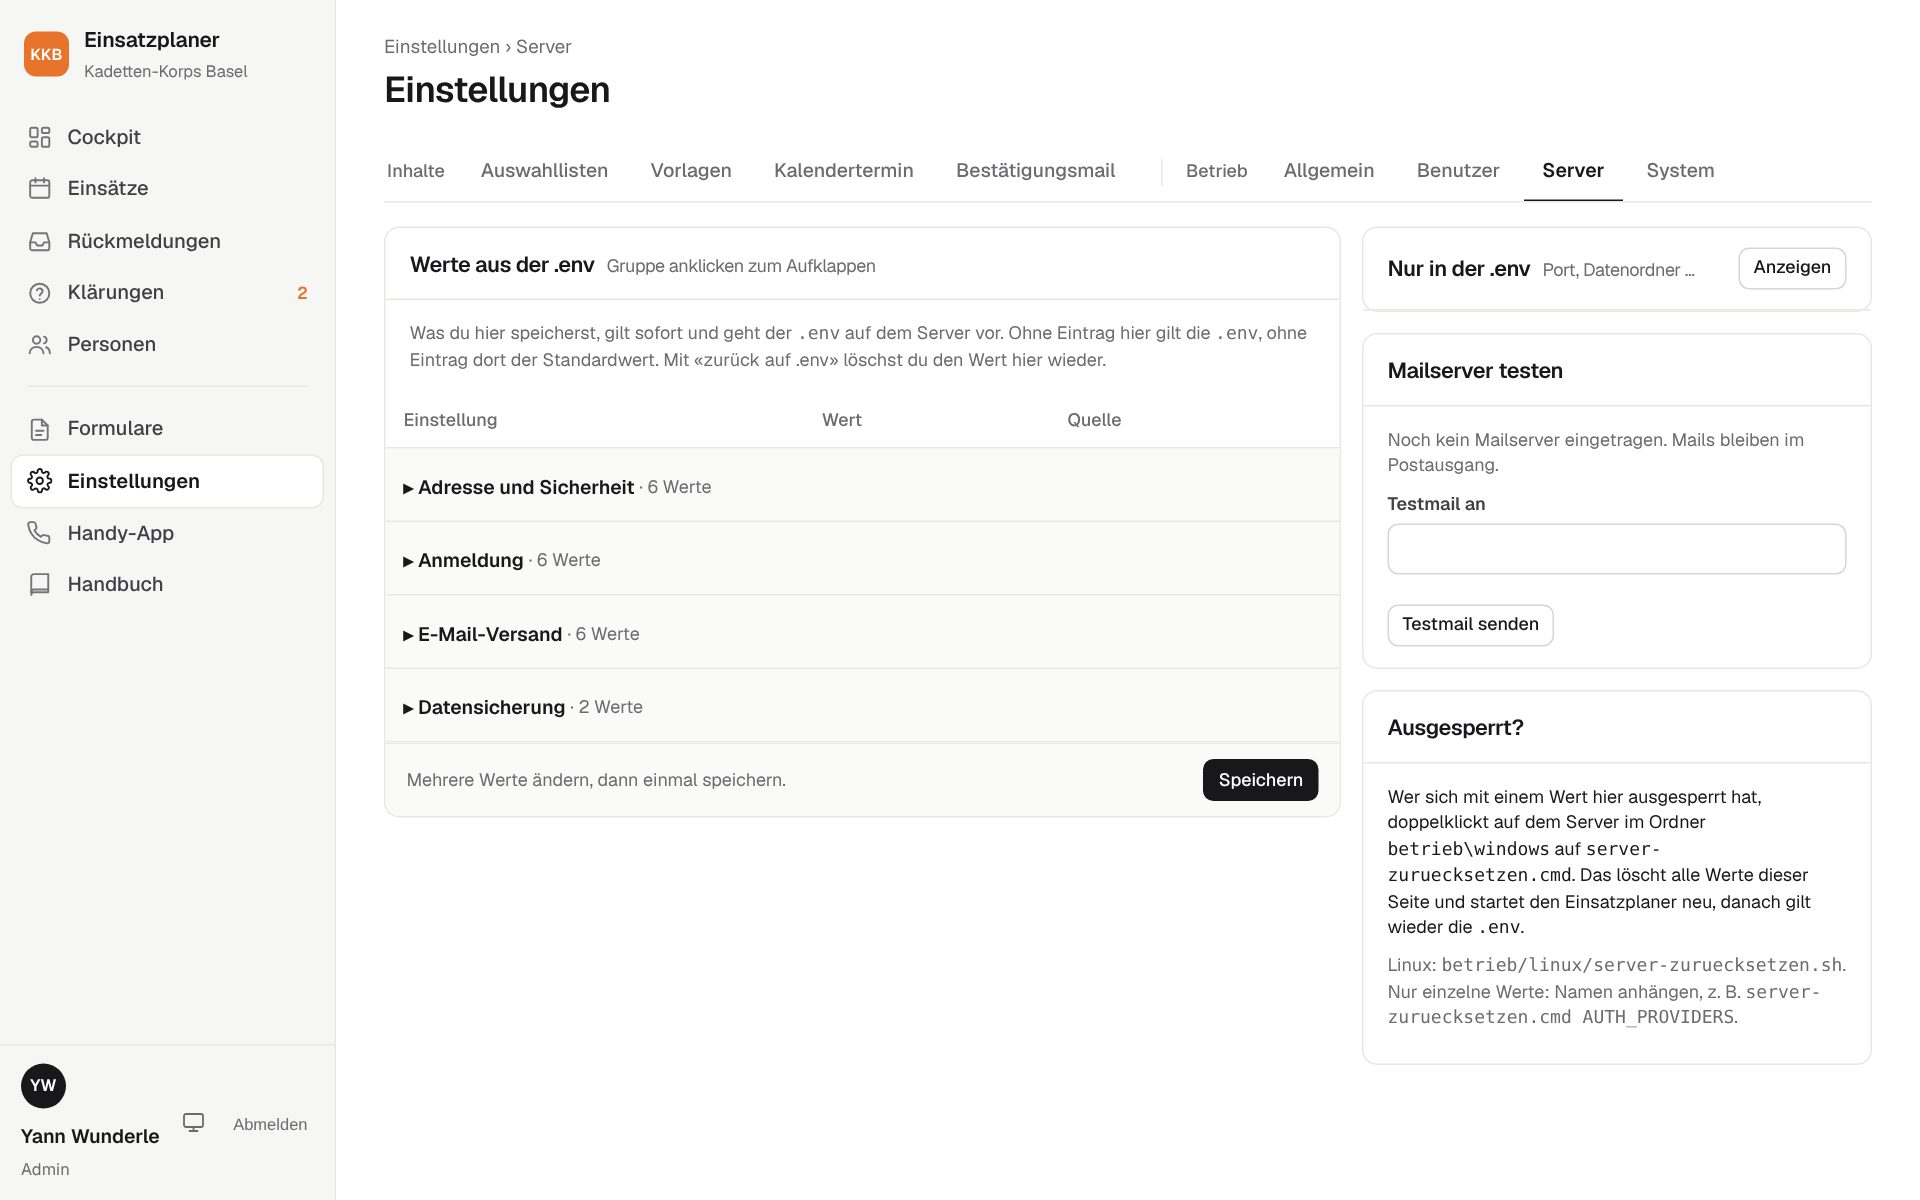 KKB
Einsatzplaner
Kadetten-Korps Basel
Cockpit
Einsätze
Rückmeldungen
Klärungen 2
Personen
Formulare
Einstellungen
Handy-App
Handbuch
YW
Yann Wunderle
Admin
Abmelden
Einstellungen › Server
Einstellungen
Inhalte Auswahllisten Vorlagen Kalendertermin Bestätigungsmail Betrieb Allgemein Benutzer Server System
Werte aus der .env Gruppe anklicken zum Aufklappen
Was du hier speicherst, gilt sofort und geht der .env auf dem Server vor. Ohne Eintrag hier gilt die .env, ohne
Eintrag dort der Standardwert. Mit «zurück auf .env» löschst du den Wert hier wieder.
Einstellung Wert Quelle
▸ Adresse und Sicherheit · 6 Werte
▸ Anmeldung · 6 Werte
▸ E-Mail-Versand · 6 Werte
▸ Datensicherung · 2 Werte
Mehrere Werte ändern, dann einmal speichern. Speichern
Nur in der .env Port, Datenordner ... Anzeigen
Mailserver testen
Noch kein Mailserver eingetragen. Mails bleiben im
Postausgang.
Testmail an
Testmail senden
Ausgesperrt?
Wer sich mit einem Wert hier ausgesperrt hat,
doppelklickt auf dem Server im Ordner
betrieb\windows auf server-
zuruecksetzen.cmd. Das löscht alle Werte dieser
Seite und startet den Einsatzplaner neu, danach gilt
wieder die .env.
Linux: betrieb/linux/server-zuruecksetzen.sh.
Nur einzelne Werte: Namen anhängen, z. B. server-
zuruecksetzen.cmd AUTH_PROVIDERS.